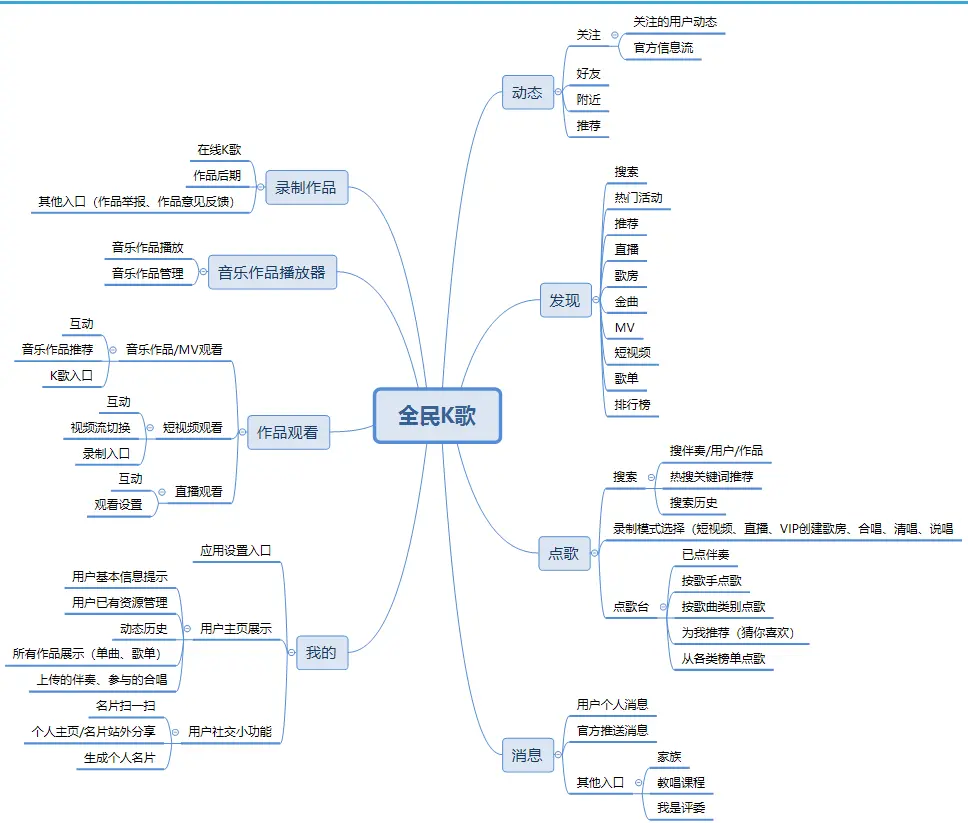 全民K歌
动态
关注
关注的用户动态
官方信息流
好友
附近
推荐
发现
搜索
热门活动
推荐
直播
歌房
金曲
MV
短视频
歌单
排行榜
点歌
搜索
搜伴奏/用户/作品
热搜关键词推荐
搜索历史
录制模式选择（短视频、直播、VIP创建歌房、合唱、清唱、说唱
点歌台
已点伴奏
按歌手点歌
按歌曲类别点歌
为我推荐（猜你喜欢）
从各类榜单点歌
消息
用户个人消息
官方推送消息
其他入口
家族
教唱课程
我是评委
录制作品
在线K歌
作品后期
其他入口（作品举报、作品意见反馈）
音乐作品播放器
音乐作品播放
音乐作品管理
作品观看
音乐作品/MV观看
互动
音乐作品推荐
K歌入口
短视频观看
互动
视频流切换
录制入口
直播观看
互动
观看设置
我的
应用设置入口
用户主页展示
用户基本信息提示
用户已有资源管理
动态历史
所有作品展示（单曲、歌单）
上传的伴奏、参与的合唱
用户社交小功能
名片扫一扫
个人主页/名片站外分享
生成个人名片